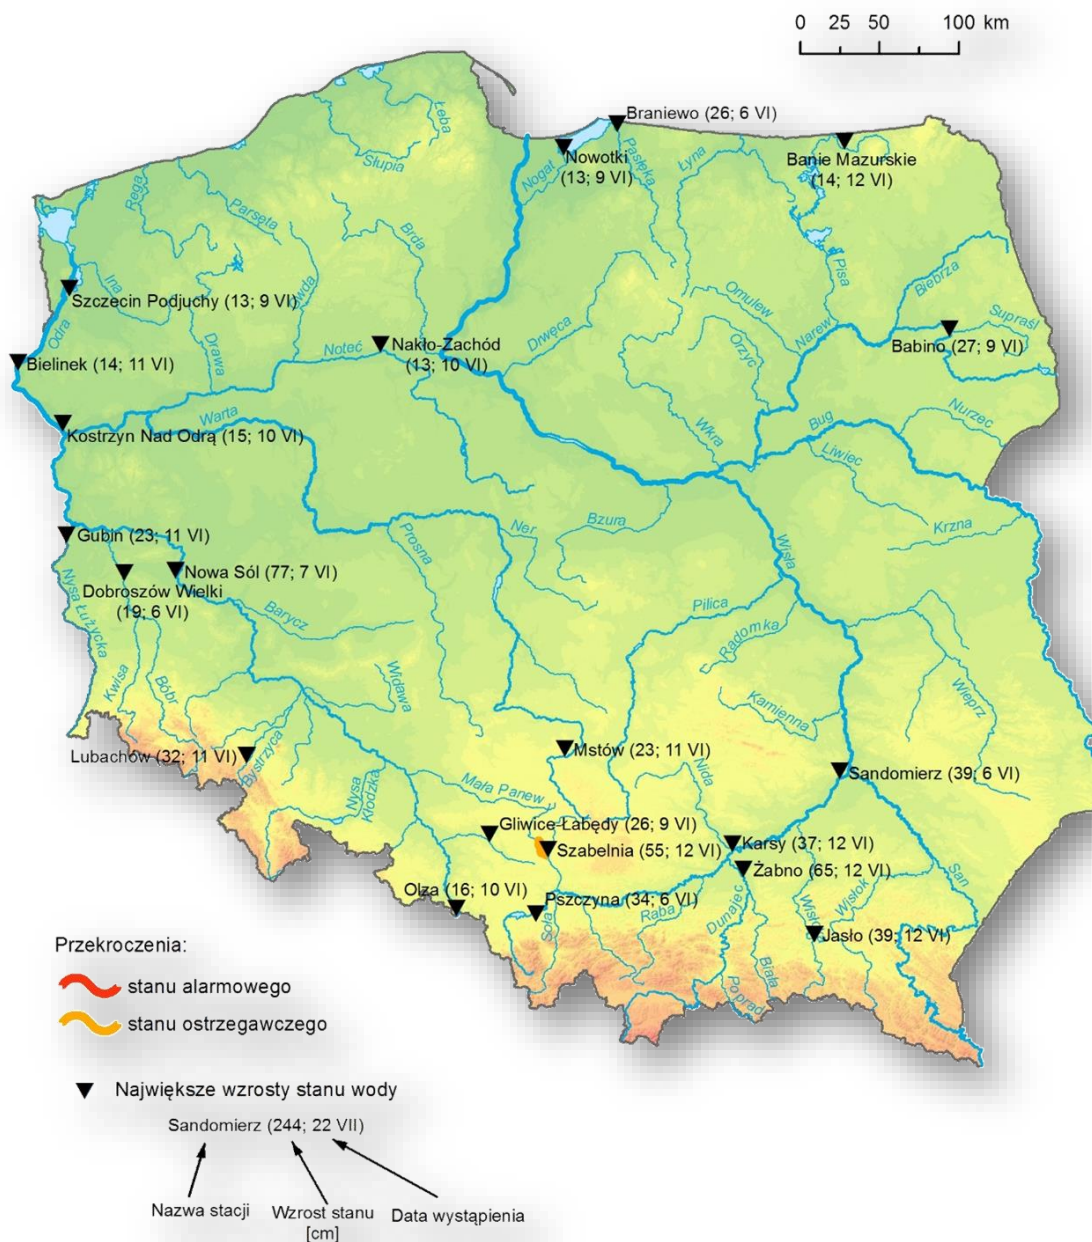 0 25 50 100 km
Braniewo (26; 6 VI)
Łeba
Słupia
Nowotki
(13; 9 VI)
Nogat
Pasłęka
Łyna
Banie Mazurskie
(14; 12 VI)
Rega
Parsęta
Brda
Pisa
Biebrza
Ina
Szczecin Podjuchy (13; 9 VI)
Gwda
Drawa
Odra
Omulew
Drwęca
Orzyc
Narew
Supraśl
Babino (27; 9 VI)
Noteć
Nakło-Zachód
(13; 10 VI)
Bielinek (14; 11 VI)
Warta
Kostrzyn Nad Odrą (15; 10 VI)
Wkra
Bug
Nurzec
Liwiec
Krzna
Gubin (23; 11 VI)
Nowa Sól (77; 7 VI)
Dobroszów Wielki
(19; 6 VI)
Nysa Łużycka
Barycz
Prosna
Ner
Bzura
Wisła
Pilica
Radomka
Kwisa
Bóbr
Widawa
Kamienna
Wieprz
Lubachów (32; 11 VI)
Bystrzyca
Mstów (23; 11 VI)
Nida
Sandomierz (39; 6 VI)
Nysa
Kłodzka
Mała Panew
Gliwice-Łabędy (26; 9 VI)
Szabelnia (55; 12 VI)
Karsy (37; 12 VI)
Żabno (65; 12 VI)
San
Olza (16; 10 VI)
Pszczyna (34; 6 VI)
Soła
Raba
Dunajec
Wisłok
Jasło (39; 12 VI)
Poprad
Biała
Przekroczenia:
stanu alarmowego
stanu ostrzegawczego
Największe wzrosty stanu wody
Sandomierz (244; 22 VII)
Nazwa stacji
Wzrost stanu
[cm]
Data wystąpienia